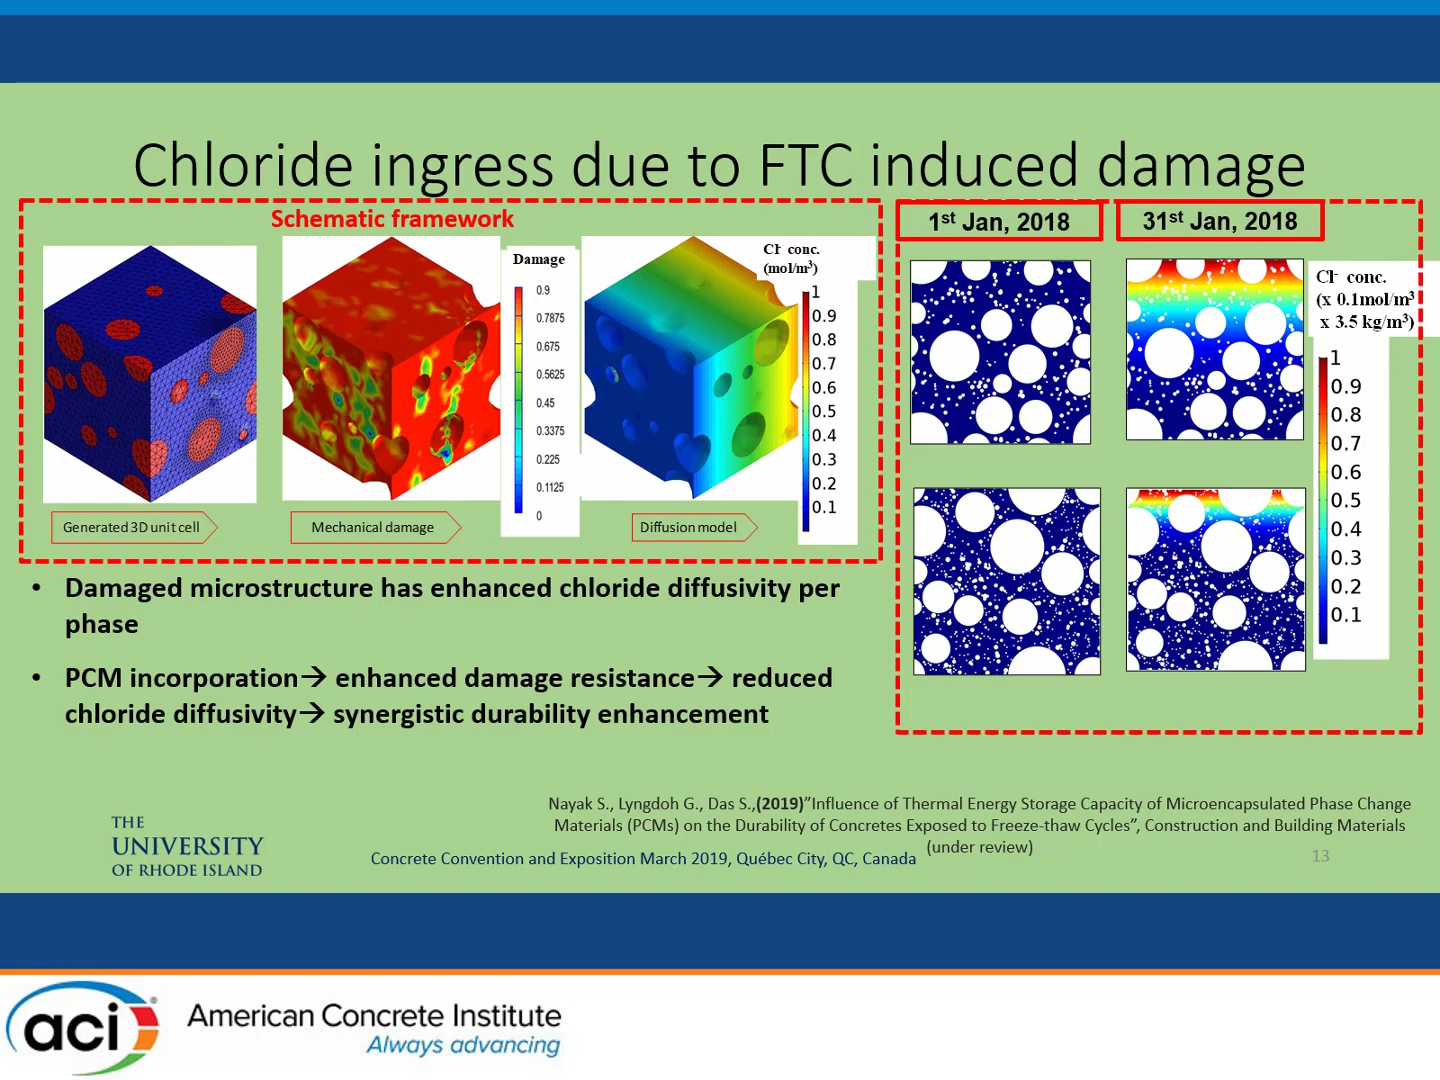 Chloride ingress due to FTC induced damage
Schematic framework
Damage
0.9
0.7875
0.675
0.5625
0.45
0.3375
0.225
0.1125
0
Cl- conc.
(mol/m³)
1
0.9
0.8
0.7
0.6
0.5
0.4
0.3
0.2
0.1
Generated 3D unit cell
Mechanical damage
Diffusion model
1st Jan, 2018
31st Jan, 2018
Cl- conc.
(x 0.1mol/m³
x 3.5 kg/m³)
1
0.9
0.8
0.7
0.6
0.5
0.4
0.3
0.2
0.1
• Damaged microstructure has enhanced chloride diffusivity per
phase
• PCM incorporation→ enhanced damage resistance→ reduced
chloride diffusivity→ synergistic durability enhancement
Nayak S., Lyngdoh G., Das S.,(2019)”Influence of Thermal Energy Storage Capacity of Microencapsulated Phase Change
Materials (PCMs) on the Durability of Concretes Exposed to Freeze-thaw Cycles”, Construction and Building Materials
(under review)
THE
UNIVERSITY
OF RHODE ISLAND
Concrete Convention and Exposition March 2019, Québec City, QC, Canada
13
aci®
American Concrete Institute
Always advancing